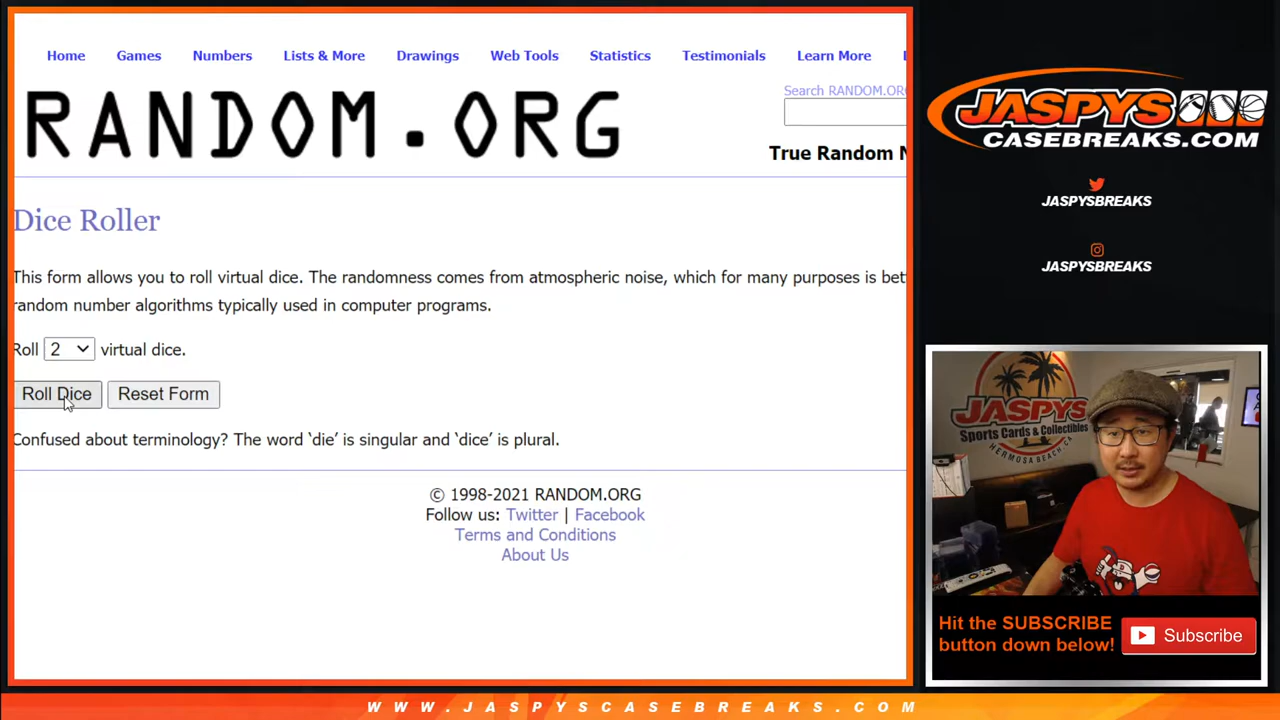 Home Games Numbers Lists & More Drawings Web Tools Statistics Testimonials Learn More
RANDOM.ORG
Search RANDOM.ORG
True Random N
Dice Roller
This form allows you to roll virtual dice. The randomness comes from atmospheric noise, which for many purposes is bet
random number algorithms typically used in computer programs.
Roll 2 virtual dice.
Roll Dice Reset Form
Confused about terminology? The word ‘die’ is singular and ‘dice’ is plural.
© 1998-2021 RANDOM.ORG
Follow us: Twitter | Facebook
Terms and Conditions
About Us
JASPYS
CASEBREAKS.COM
JASPYSBREAKS
JASPYSBREAKS
JASPYS
Sports Cards & Collectibles
HERMOSA BEACH, CA
Hit the SUBSCRIBE
button down below!
Subscribe
WWW.JASPYSCASEBREAKS.COM